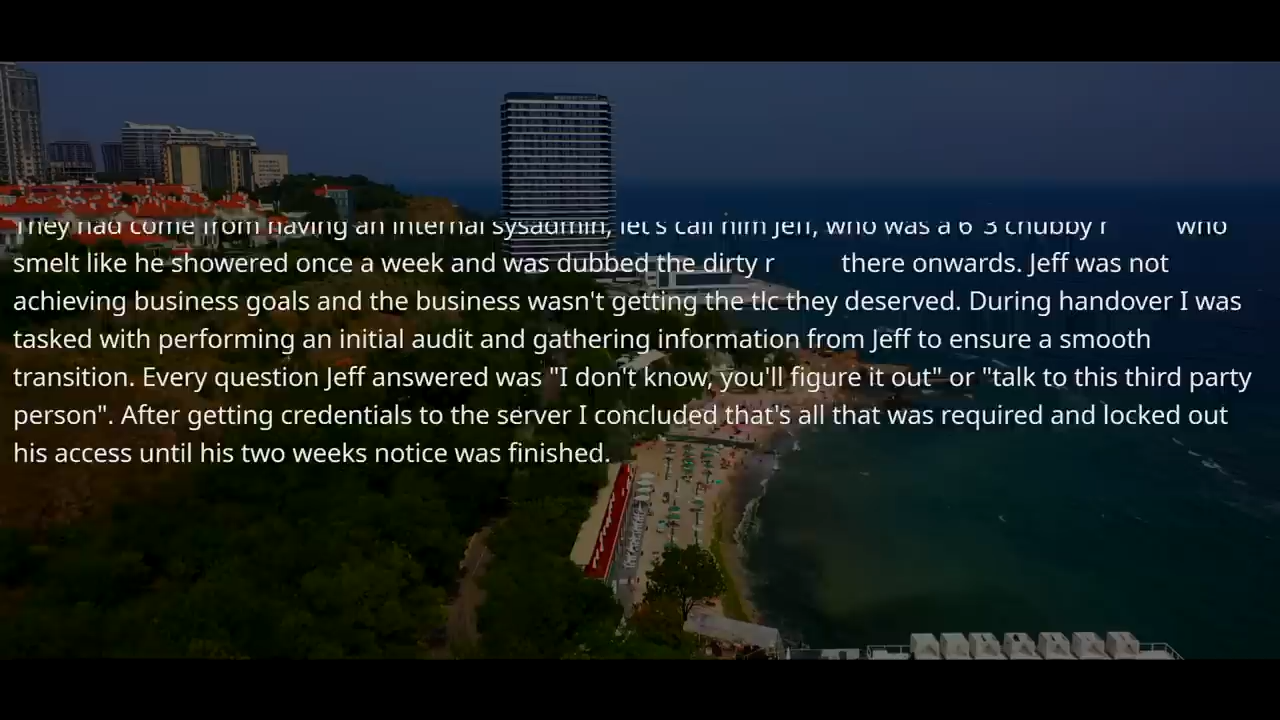 They had come from having an internal sysadmin, let's call him Jeff, who was a 6'3 chubby r who
smelt like he showered once a week and was dubbed the dirty r there onwards. Jeff was not
achieving business goals and the business wasn't getting the tlc they deserved. During handover I was
tasked with performing an initial audit and gathering information from Jeff to ensure a smooth
transition. Every question Jeff answered was "I don't know, you'll figure it out" or "talk to this third party
person". After getting credentials to the server I concluded that's all that was required and locked out
his access until his two weeks notice was finished.